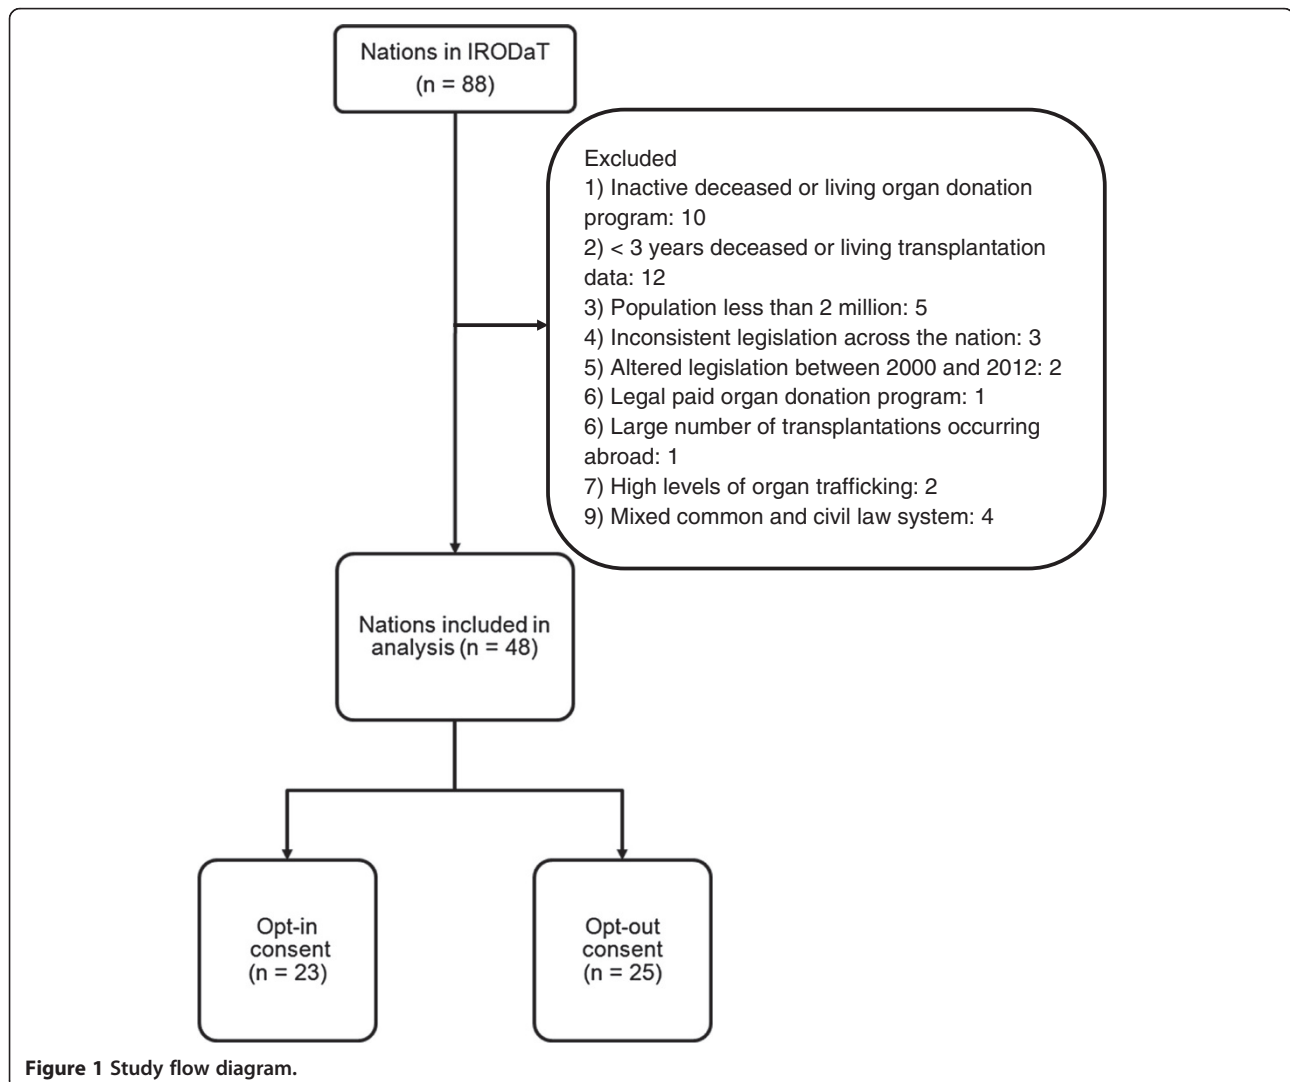 Nations in IRODaT
(n = 88)
Excluded
1) Inactive deceased or living organ donation
program: 10
2) < 3 years deceased or living transplantation
data: 12
3) Population less than 2 million: 5
4) Inconsistent legislation across the nation: 3
5) Altered legislation between 2000 and 2012: 2
6) Legal paid organ donation program: 1
6) Large number of transplantations occurring
abroad: 1
7) High levels of organ trafficking: 2
9) Mixed common and civil law system: 4
Nations included in
analysis (n = 48)
Opt-in
consent
(n = 23)
Opt-out
consent
(n = 25)
Figure 1 Study flow diagram.